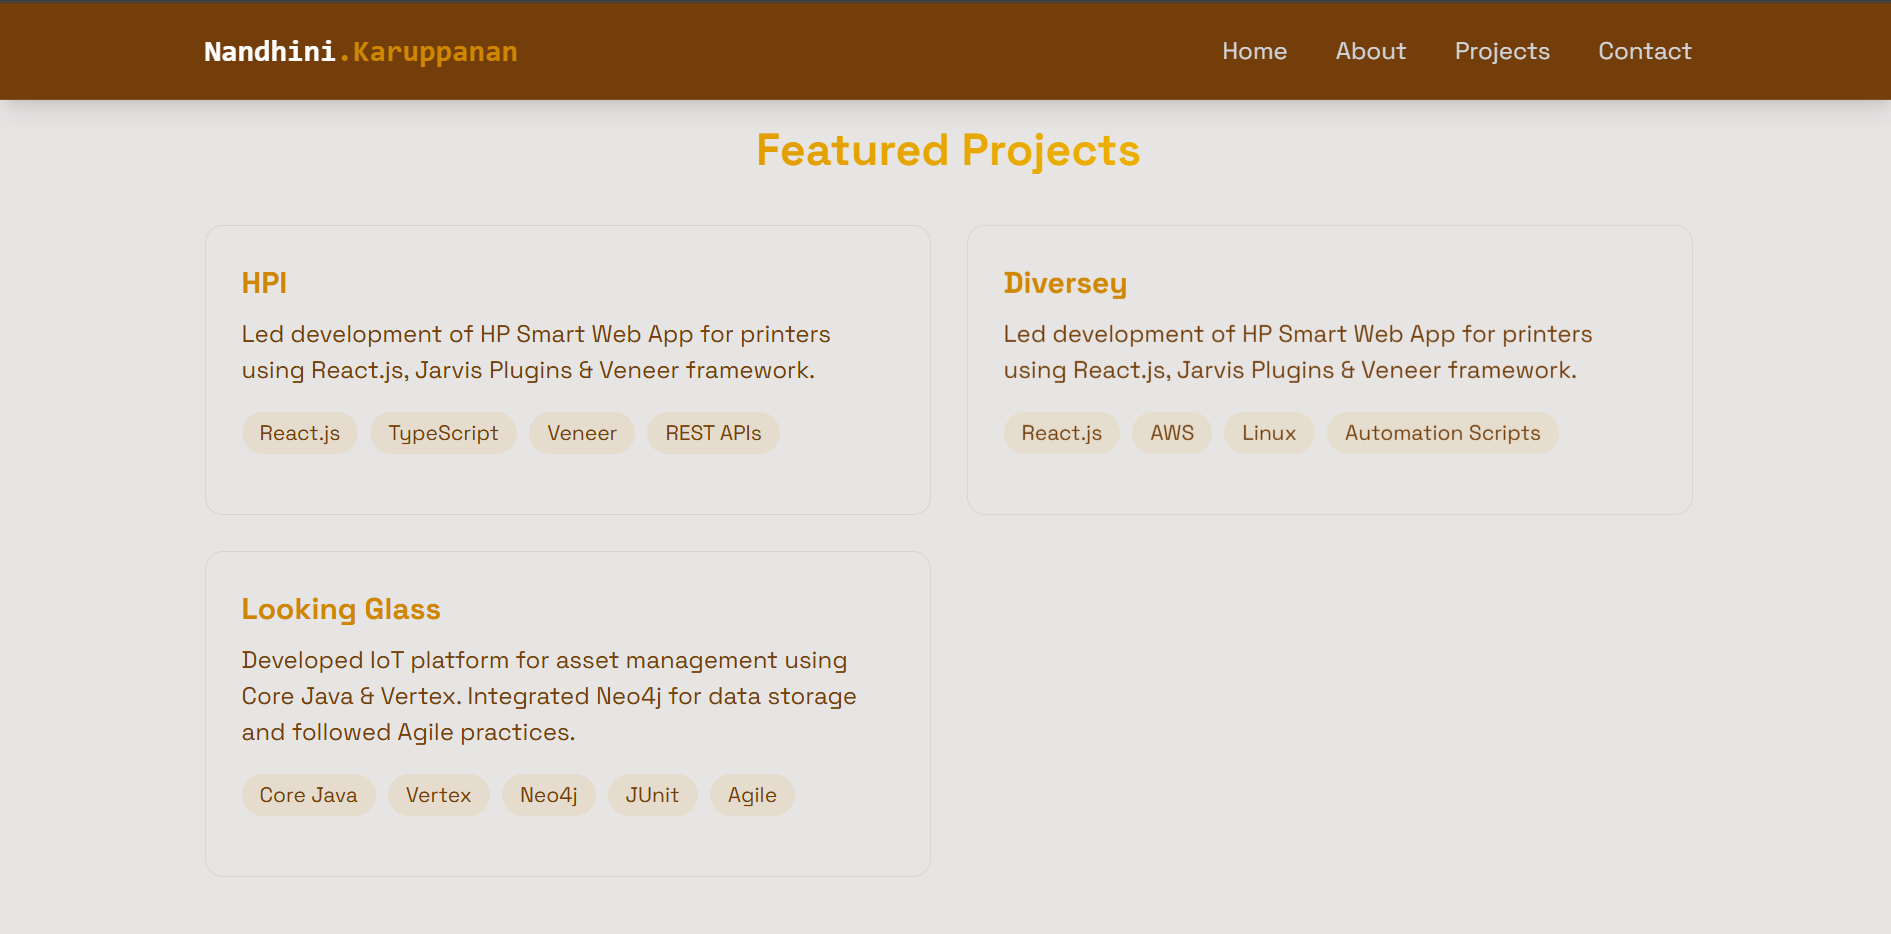 Nandhini.Karuppanan
Home About Projects Contact
Featured Projects
HPI
Led development of HP Smart Web App for printers
using React.js, Jarvis Plugins & Veneer framework.
React.js TypeScript Veneer REST APIs
Diversey
Led development of HP Smart Web App for printers
using React.js, Jarvis Plugins & Veneer framework.
React.js AWS Linux Automation Scripts
Looking Glass
Developed IoT platform for asset management using
Core Java & Vertex. Integrated Neo4j for data storage
and followed Agile practices.
Core Java Vertex Neo4j JUnit Agile